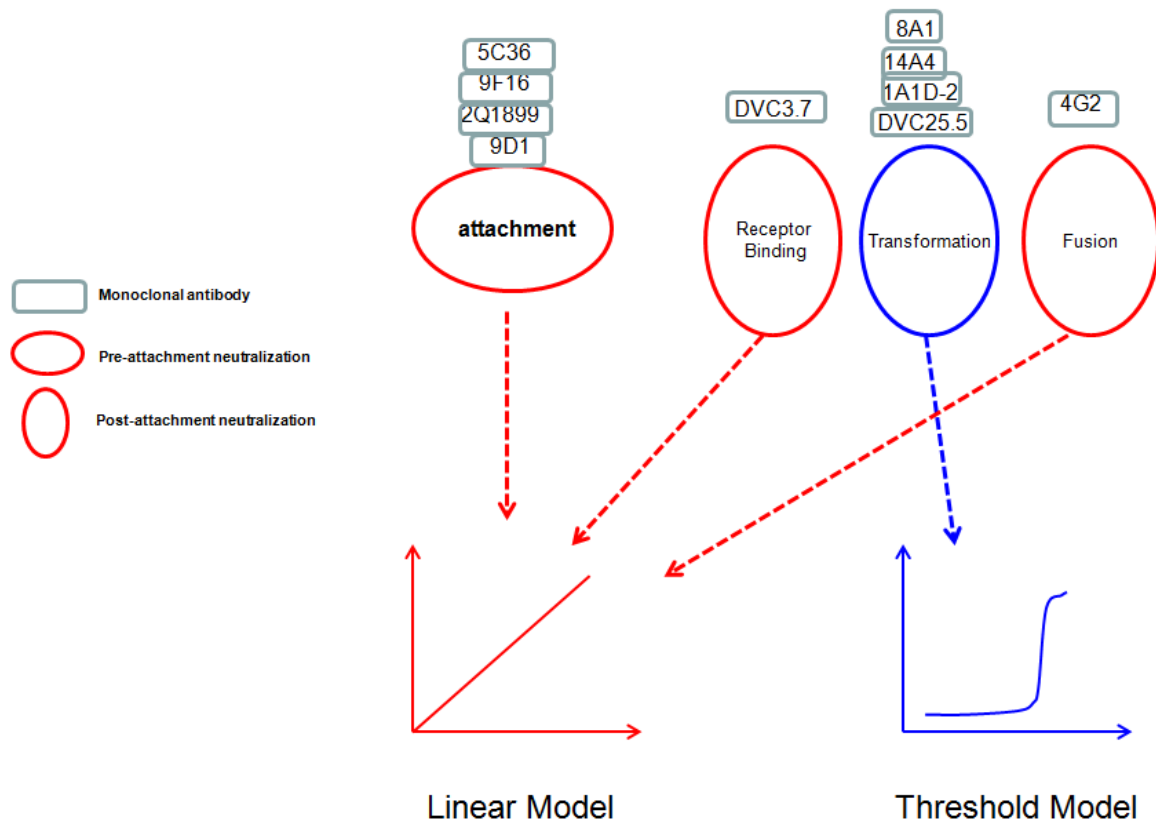 8A1
5C36
14A4
9F16
1A1D-2
DVC3.7
4G2
2Q1899
DVC25.5
9D1
attachment
Receptor
Binding
Transformation
Fusion
Monoclonal antibody
Pre-attachment neutralization
Post-attachment neutralization
Linear Model
Threshold Model